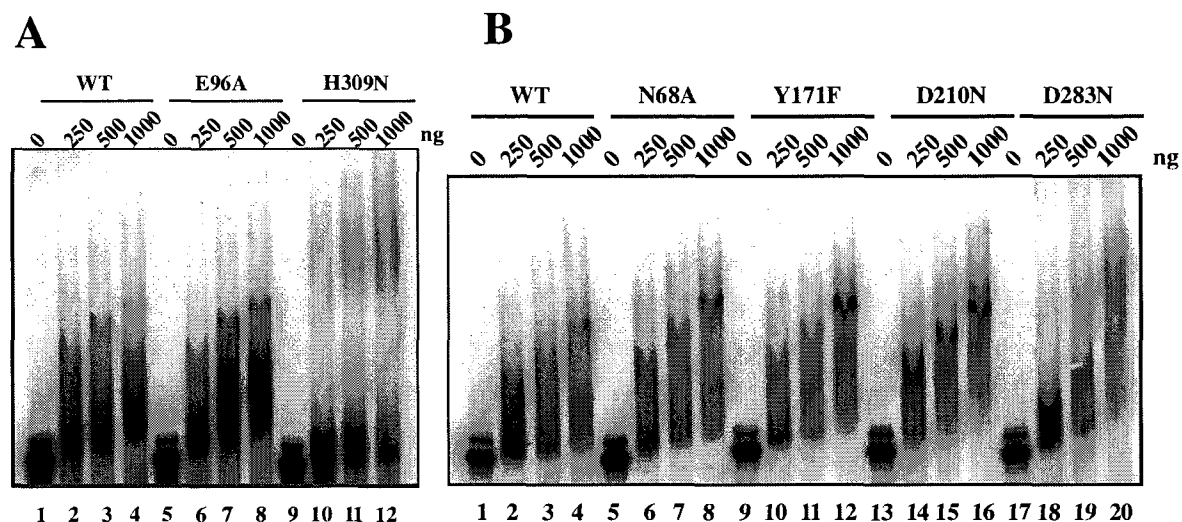 A
WT E96A H309N
0 250 500 1000 0 250 500 1000 0 250 500 1000 ng
1 2 3 4 5 6 7 8 9 10 11 12
B
WT N68A Y171F D210N D283N
0 250 500 1000 0 250 500 1000 0 250 500 1000 0 250 500 1000 0 250 500 1000 ng
1 2 3 4 5 6 7 8 9 10 11 12 13 14 15 16 17 18 19 20